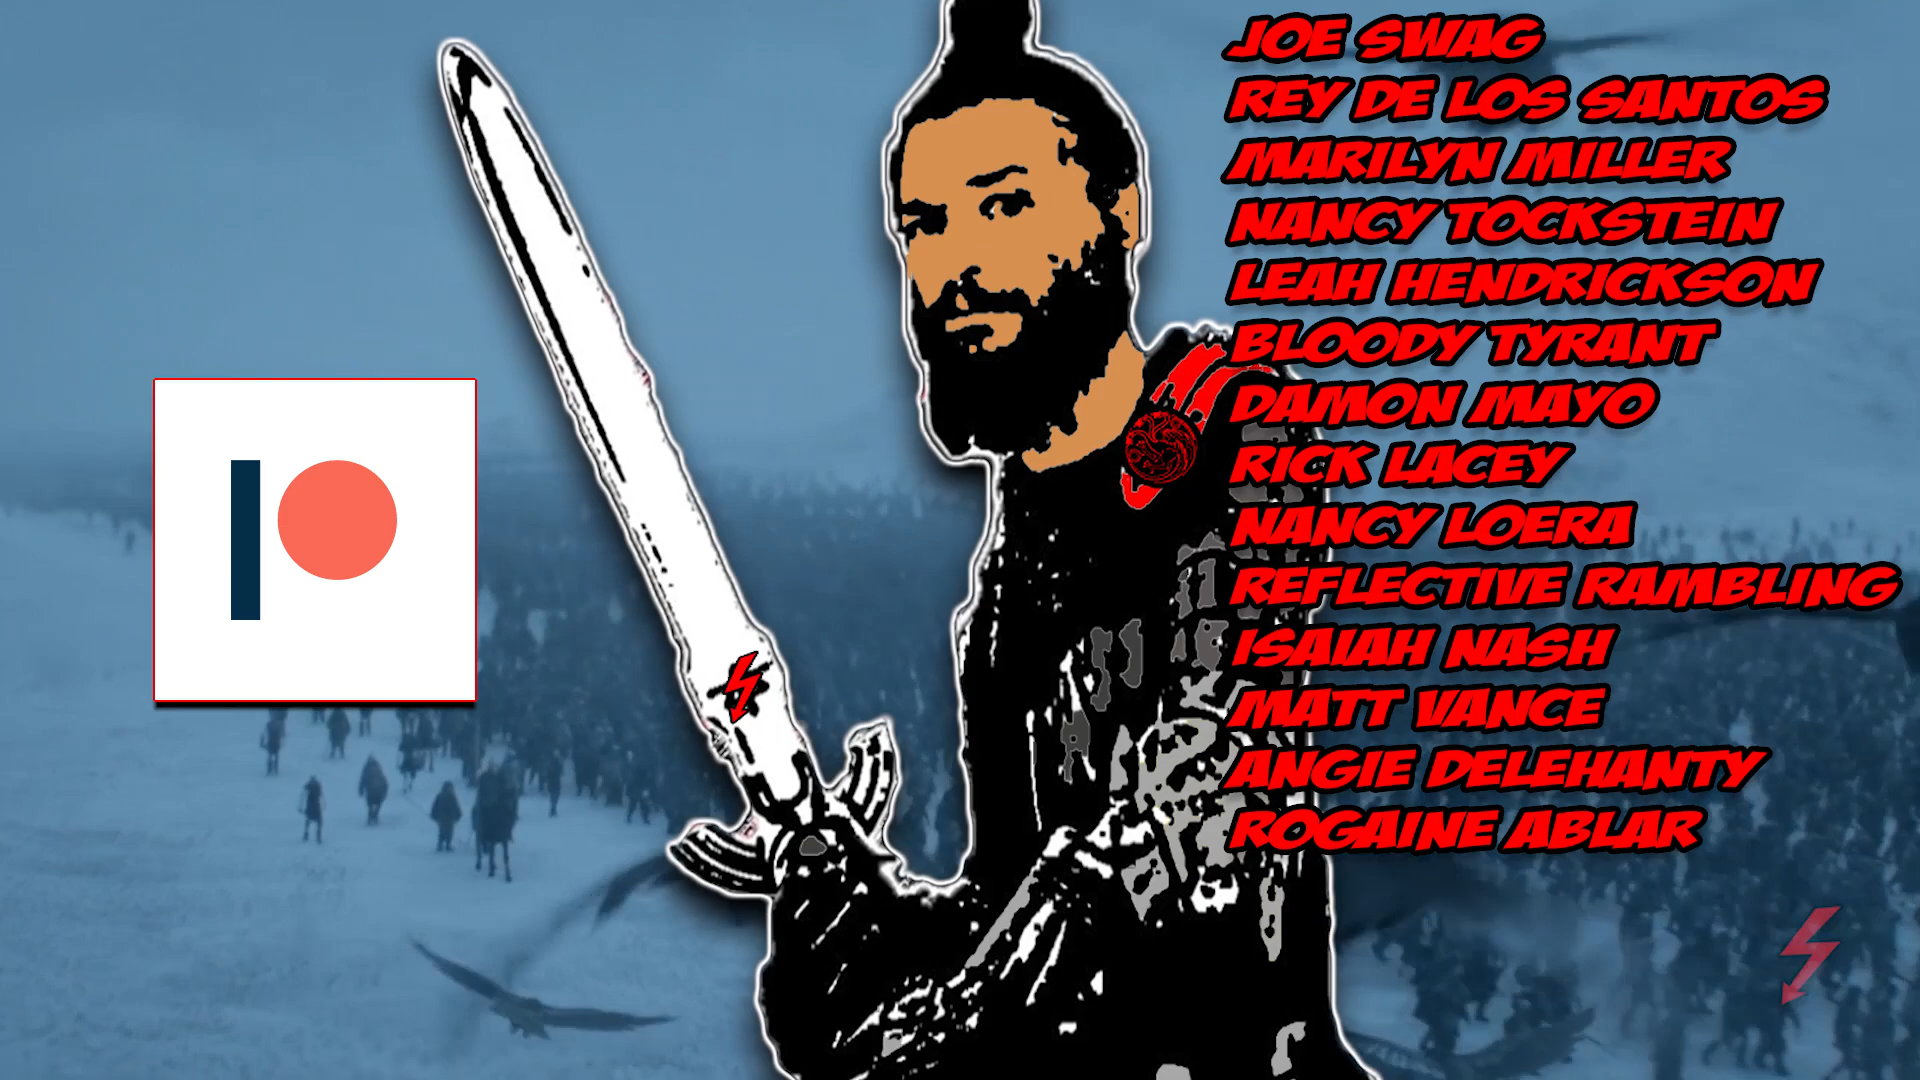 JOE SWAG
REY DE LOS SANTOS
MARILYN MILLER
NANCY TOCKSTEIN
LEAH HENDRICKSON
BLOODY TYRANT
DAMON MAYO
RICK LACEY
NANCY LOERA
REFLECTIVE RAMBLING
ISAIAH NASH
MATT VANCE
ANGIE DELEHANTY
ROGAINE ABLAR